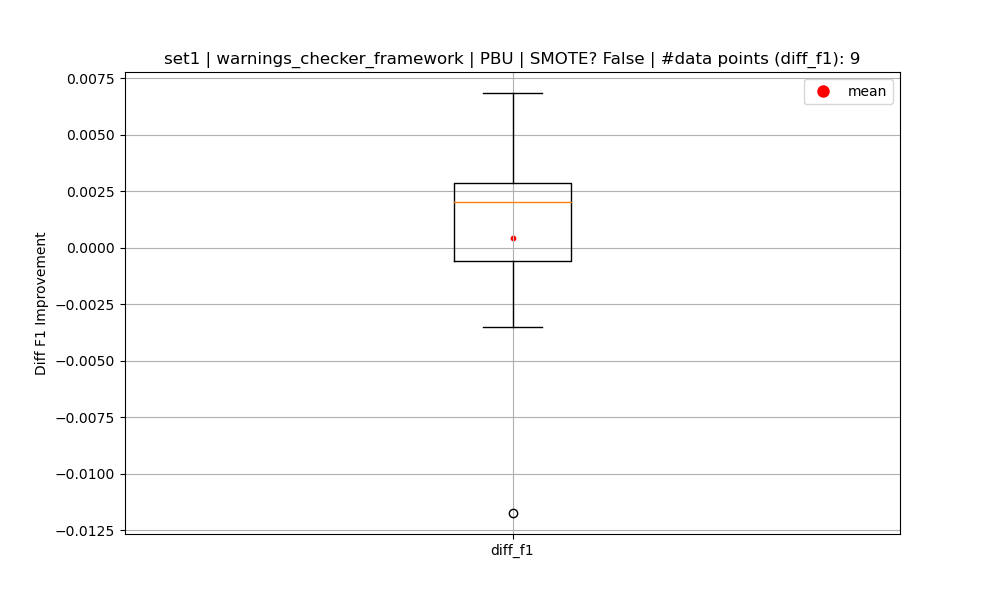 set1 | warnings_checker_framework | PBU | SMOTE? False | #data points (diff_f1): 9
mean
Diff F1 Improvement
0.0075
0.0050
0.0025
0.0000
−0.0025
−0.0050
−0.0075
−0.0100
−0.0125
diff_f1